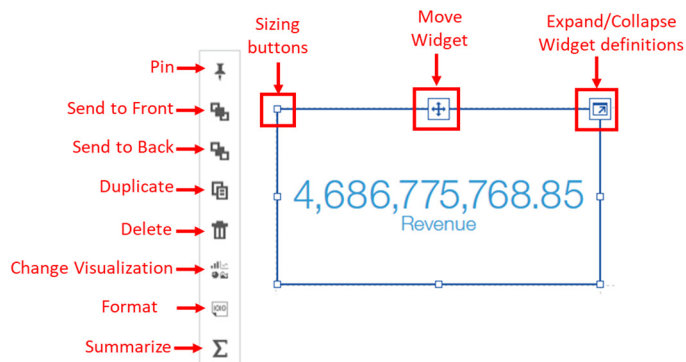 Sizing
buttons
Move
Widget
Expand/Collapse
Widget definitions
Pin
Send to Front
Send to Back
Duplicate
Delete
Change Visualization
Format
Summarize
4,686,775,768.85
Revenue